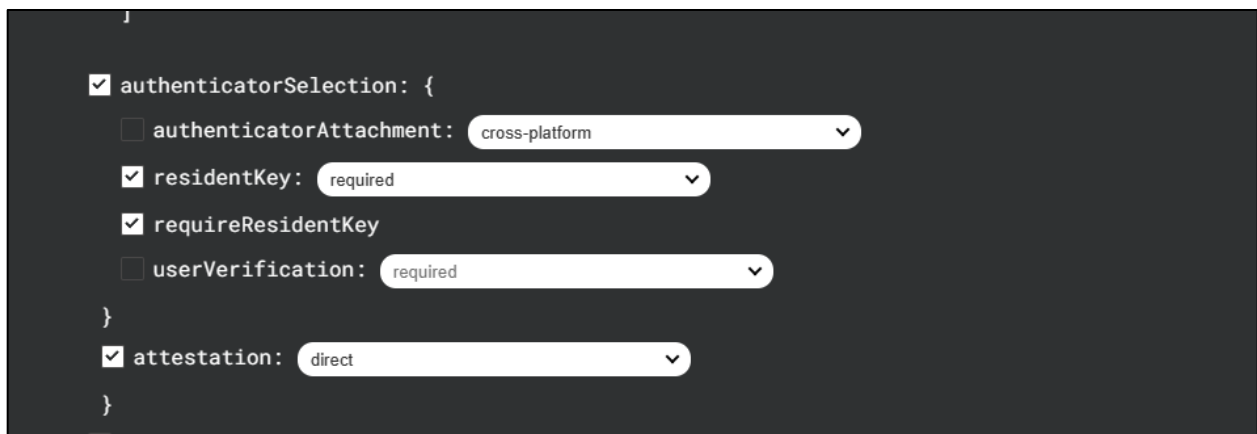 ]
authenticatorSelection: {
authenticatorAttachment: cross-platform
residentKey: required
requireResidentKey
userVerification: required
}
attestation: direct
}